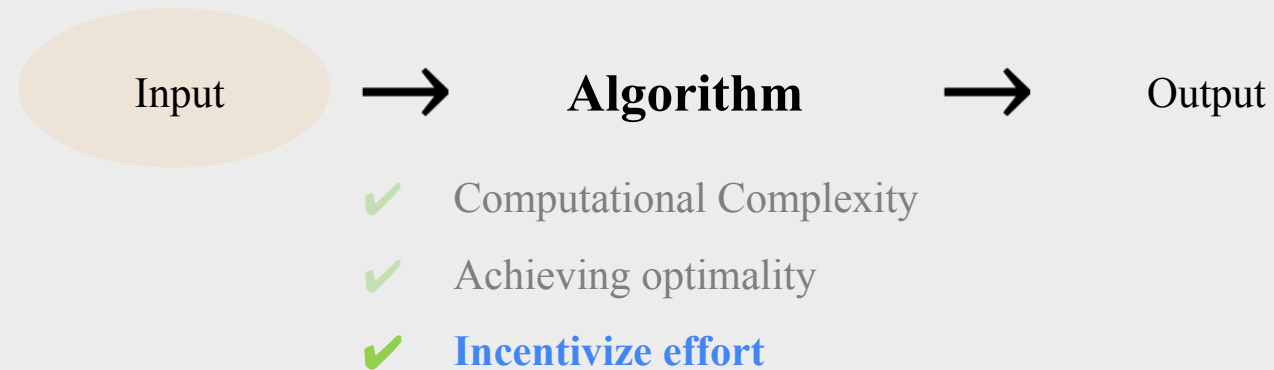 Input → Algorithm → Output
✔ Computational Complexity
✔ Achieving optimality
✔ Incentivize effort